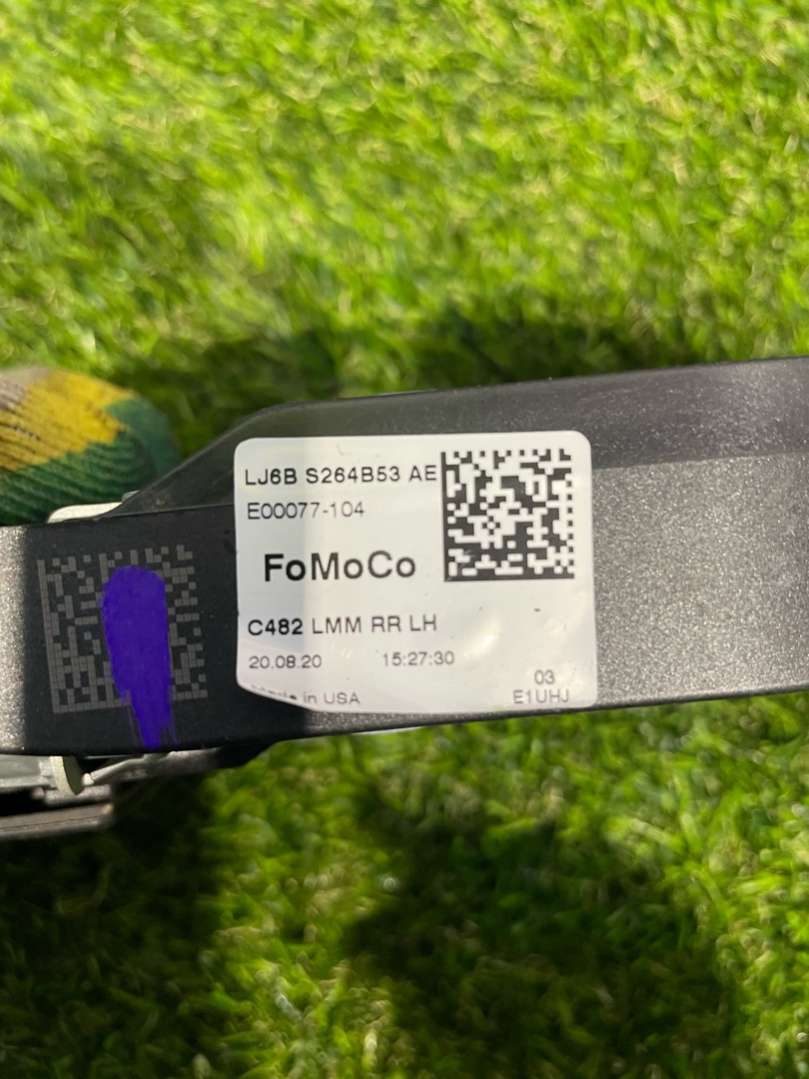 LJ6B S264B53 AE
E00077-104
FoMoCo
C482 LMM RR LH
20.08.20 15:27:30
03
in USA E1UHJ